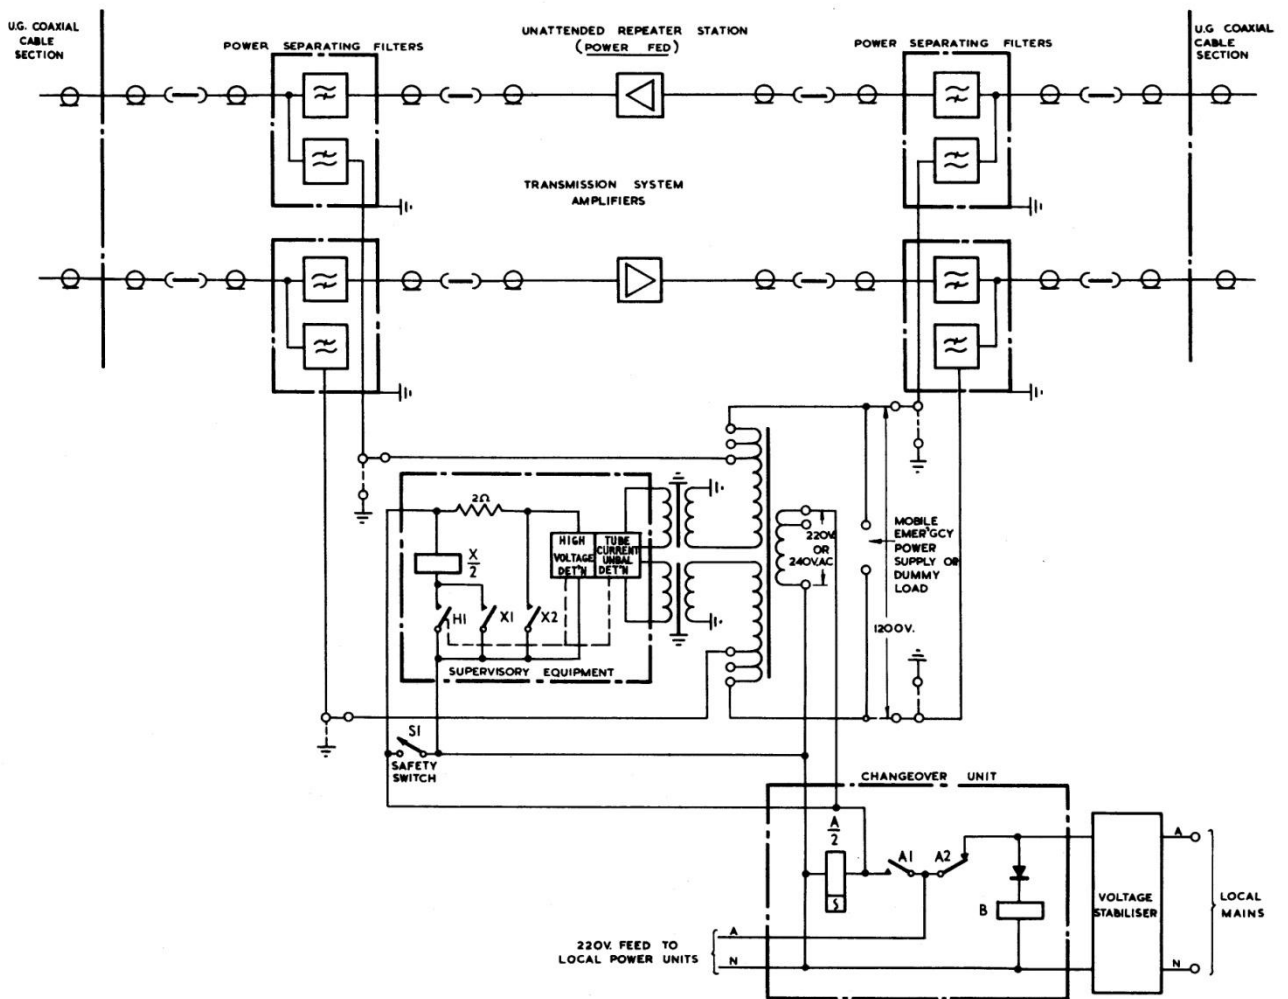 U.G. COAXIAL
CABLE
SECTION
POWER SEPARATING FILTERS
UNATTENDED REPEATER STATION
(POWER FED)
POWER SEPARATING FILTERS
U.G COAXIAL
CABLE
SECTION
TRANSMISSION SYSTEM
AMPLIFIERS
2Ω
X
2
H1
X1
X2
HIGH
VOLTAGE
DET'N
TUBE
CURRENT
UNBAL
DET'N
SUPERVISORY EQUIPMENT
220V.
OR
240V.AC
MOBILE
EMER'GCY
POWER
SUPPLY OR
DUMMY
LOAD
1200V.
S1
SAFETY
SWITCH
CHANGEOVER UNIT
A
2
S
A1
A2
B
VOLTAGE
STABILISER
A
N
LOCAL
MAINS
220V. FEED TO
LOCAL POWER UNITS
A
N